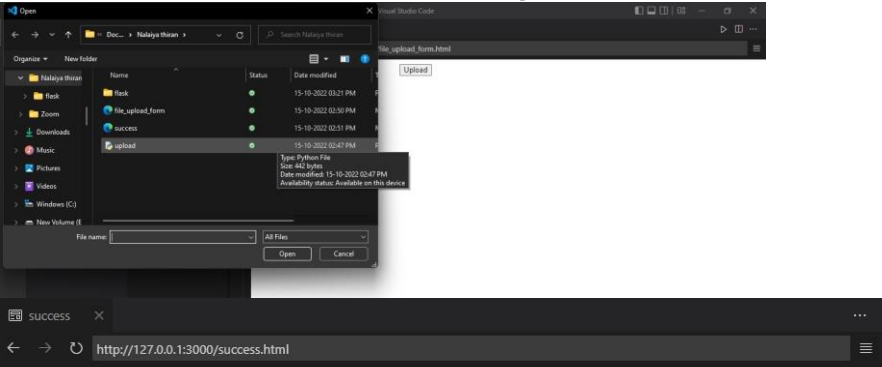 Open
Visual Studio Code
Doc... › Nalaiya thiran ›
Search Nalaiya thiran
file_upload_form.html
Organize
New folder
Upload
Nalaiya thiran
Name
Status
Date modified
flask
flask
15-10-2022 03:21 PM
Zoom
file_upload_form
15-10-2022 02:50 PM
Downloads
success
15-10-2022 02:51 PM
Music
upload
15-10-2022 02:47 PM
Type: Python File
Size: 442 bytes
Date modified: 15-10-2022 02:47 PM
Availability status: Available on this device
Pictures
Videos
Windows (C:)
New Volume (E
File name:
All Files
Open
Cancel
success
http://127.0.0.1:3000/success.html